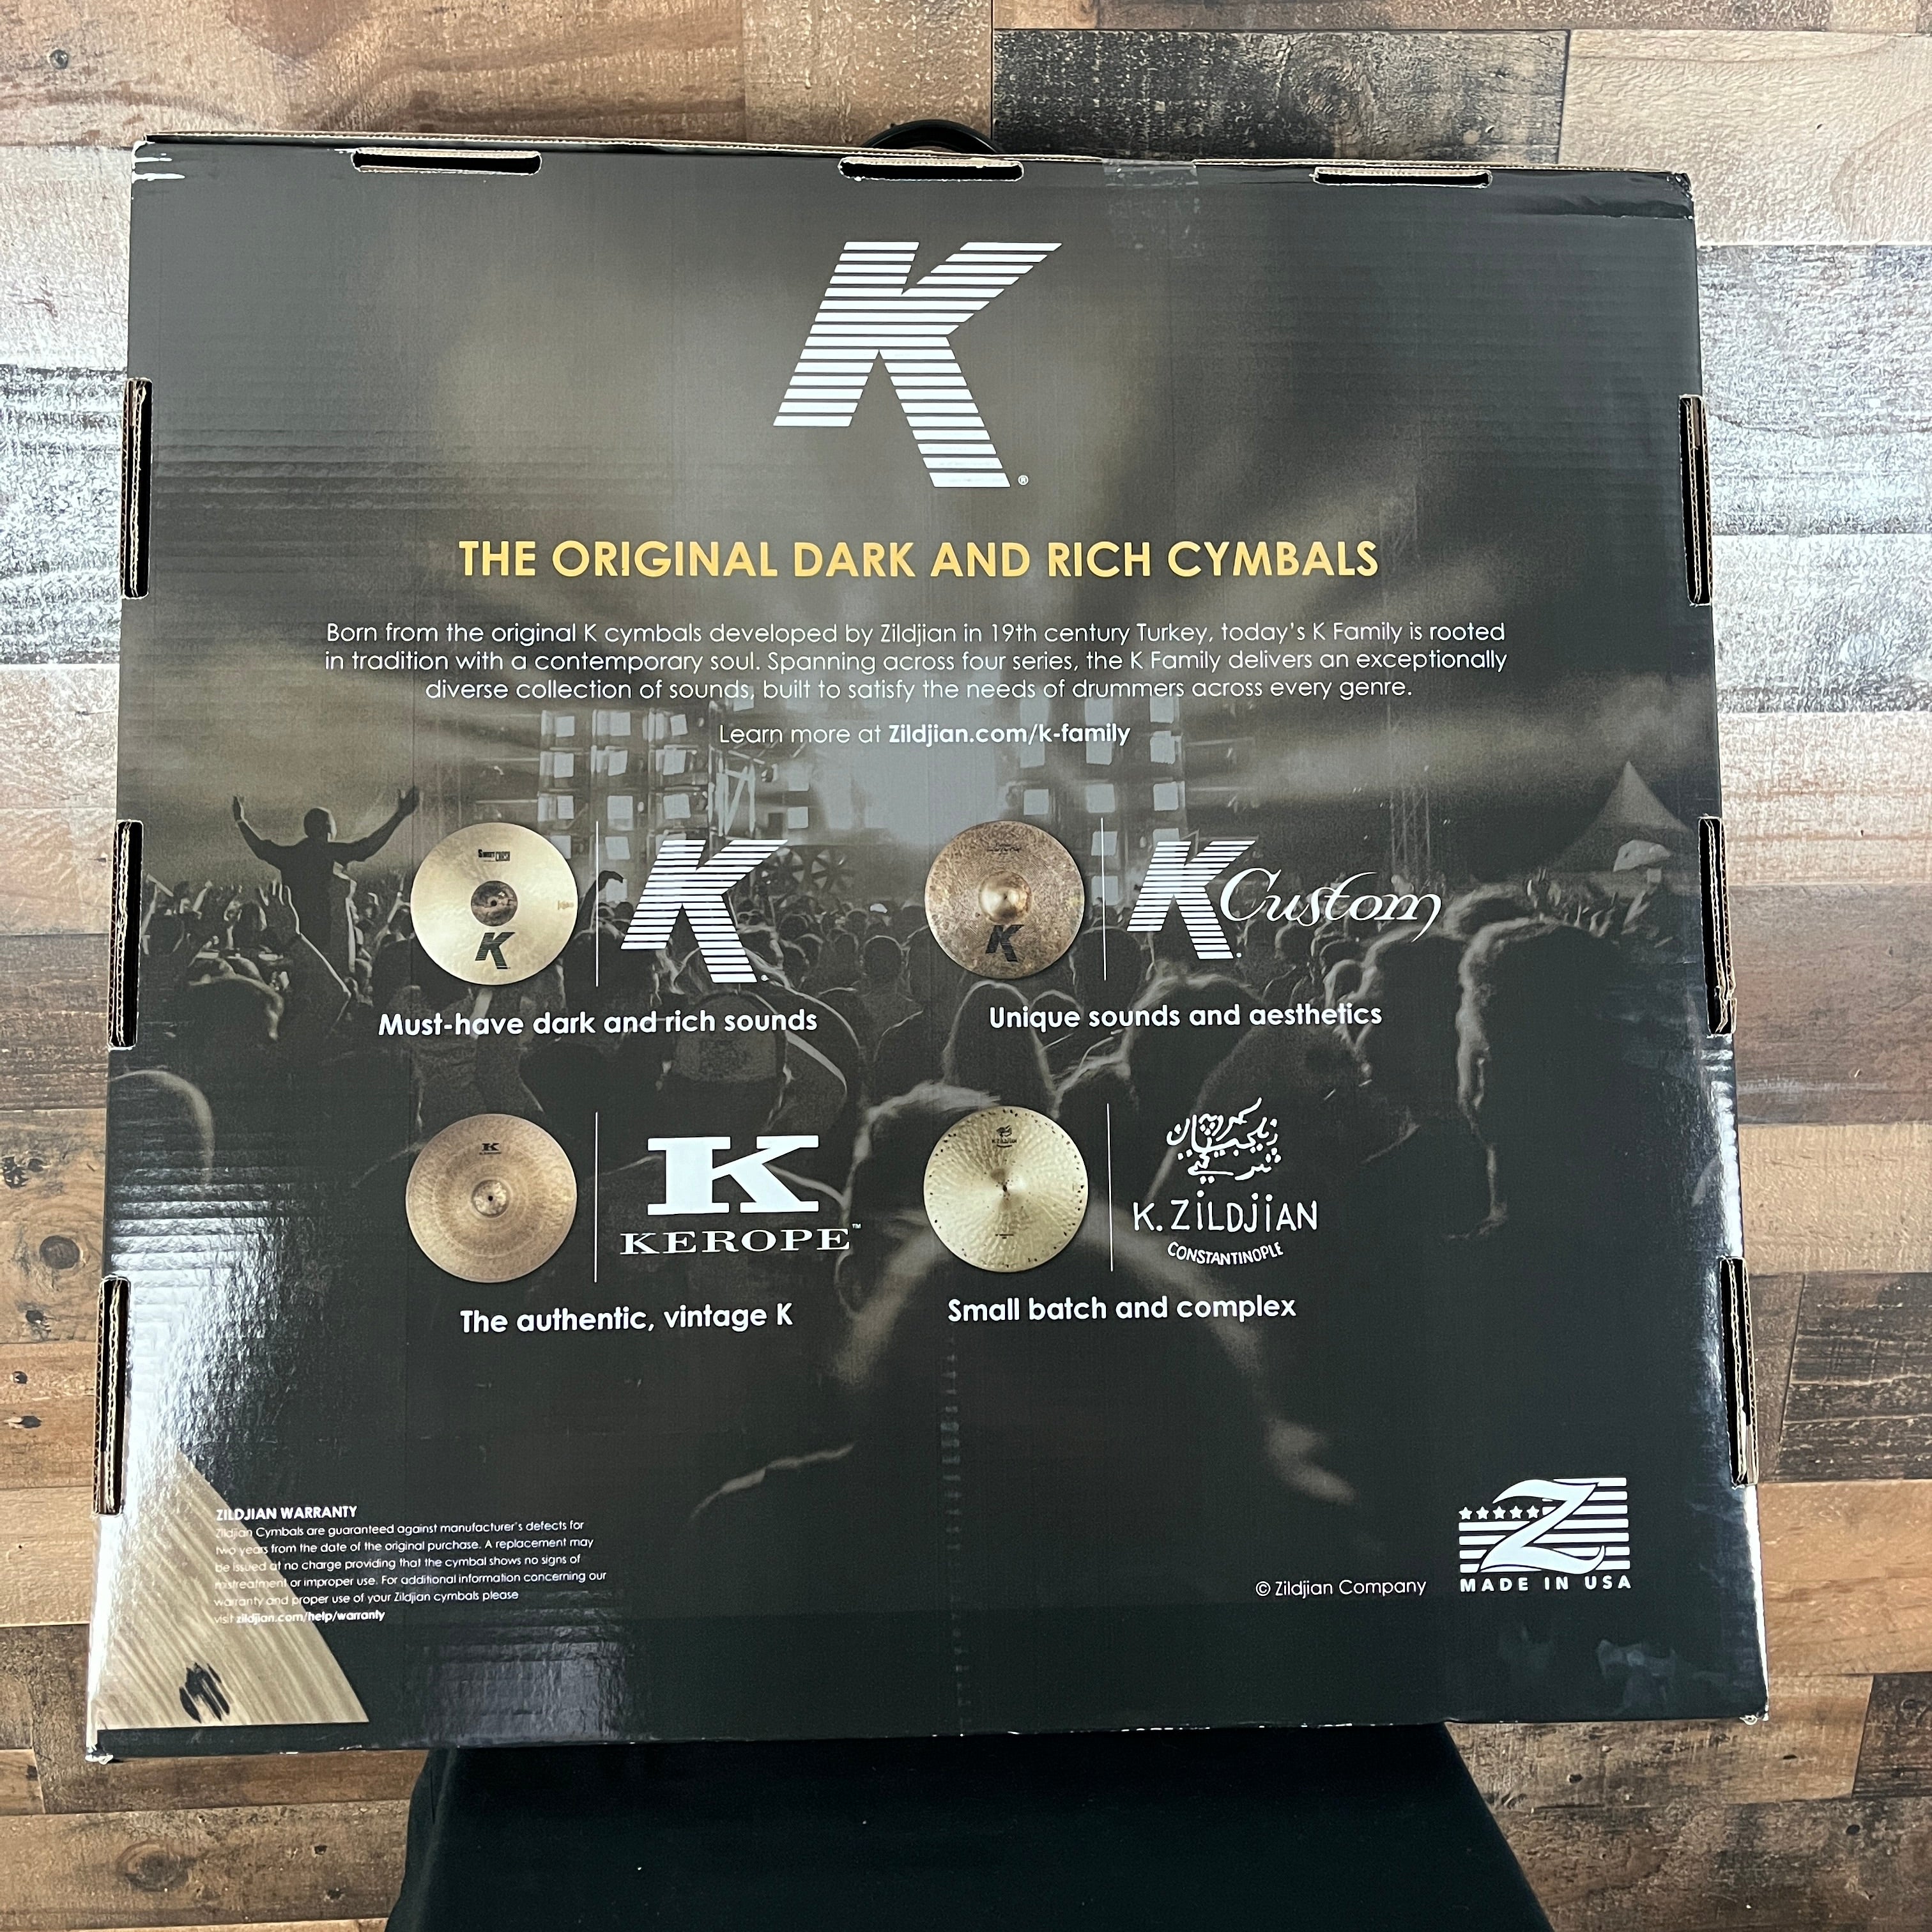 K®
THE ORIGINAL DARK AND RICH CYMBALS
Born from the original K cymbals developed by Zildjian in 19th century Turkey, today's K Family is rooted
in tradition with a contemporary soul. Spanning across four series, the K Family delivers an exceptionally
diverse collection of sounds, built to satisfy the needs of drummers across every genre.
Learn more at Zildjian.com/k-family
SWEET CRASH
K
K®
Must-have dark and rich sounds
K
K Custom
Unique sounds and aesthetics
K
K
KEROPE™
The authentic, vintage K
K. ZILDJIAN
K. ZiLDJiAN
CONSTANTINOPLE
Small batch and complex
ZILDJIAN WARRANTY
Zildjian Cymbals are guaranteed against manufacturer's defects for
two years from the date of the original purchase. A replacement may
be issued at no charge providing that the cymbal shows no signs of
mistreatment or improper use. For additional information concerning our
warranty and proper use of your Zildjian cymbals please
visit zildjian.com/help/warranty
© Zildjian Company
Z
MADE IN USA